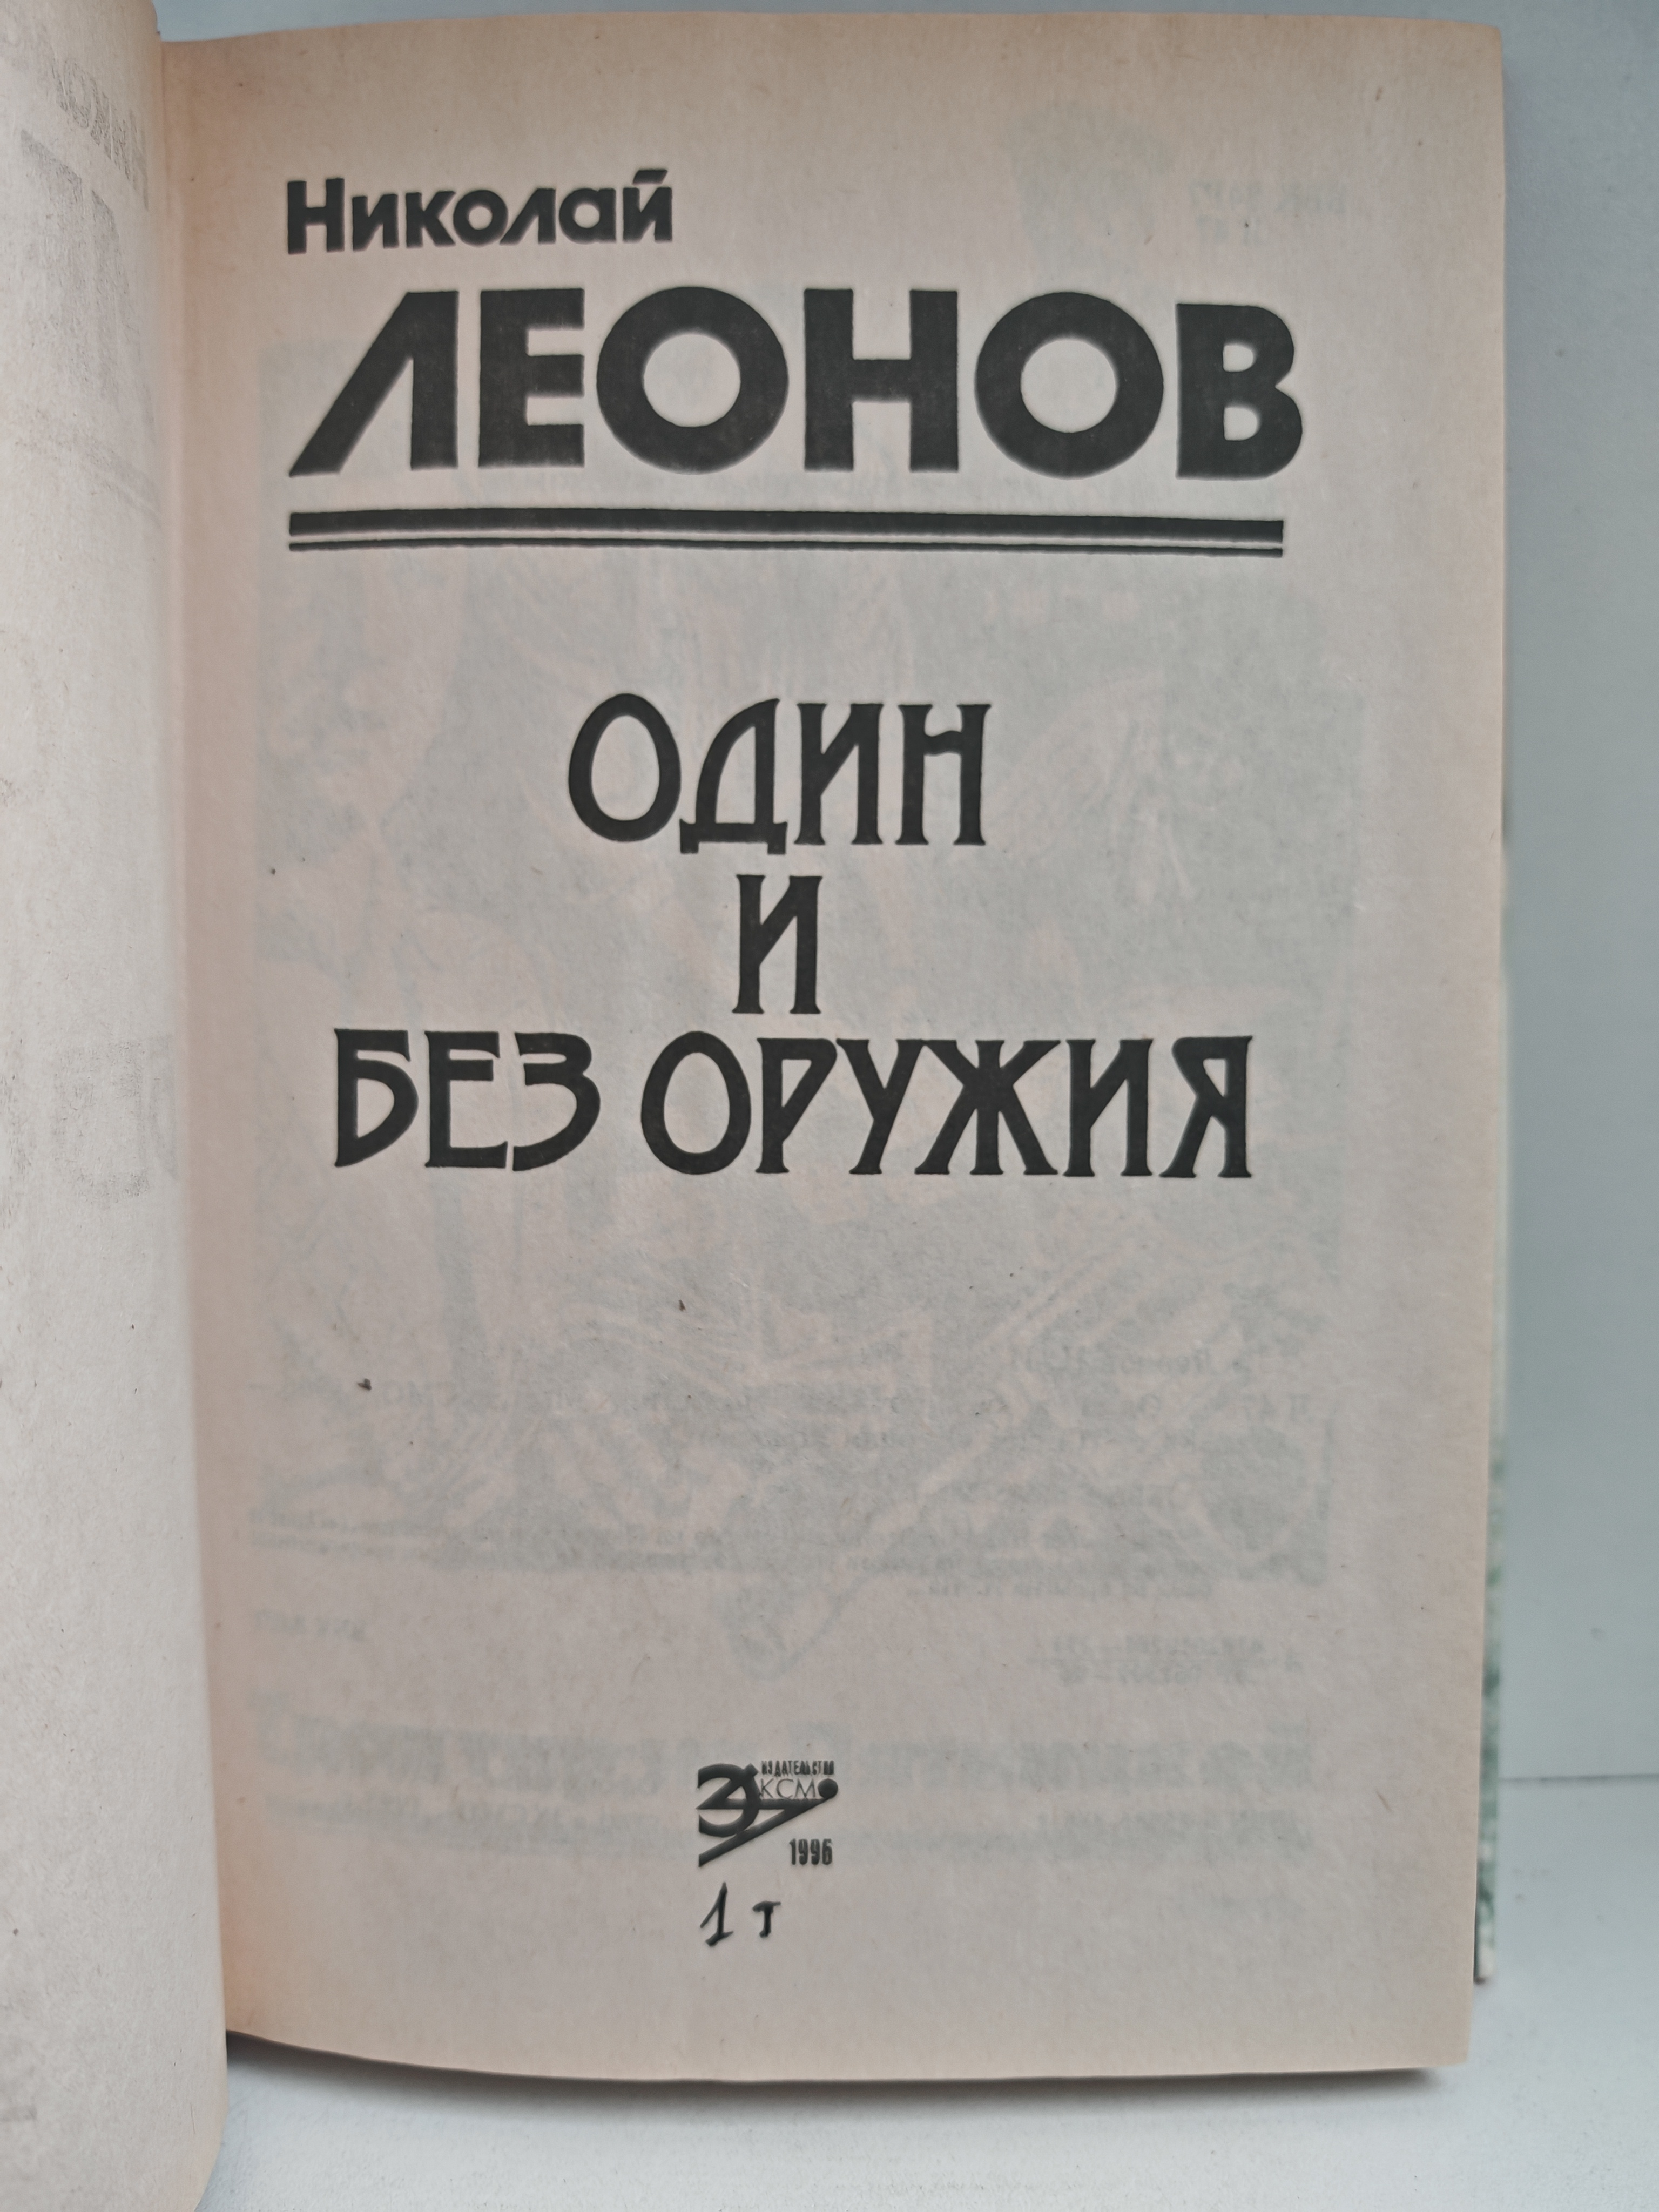 Николай
ЛЕОНОВ
ОДИН
И
БЕЗ ОРУЖИЯ
ИЗДАТЕЛЬСТВО
ЭКСМО
1996
1 т